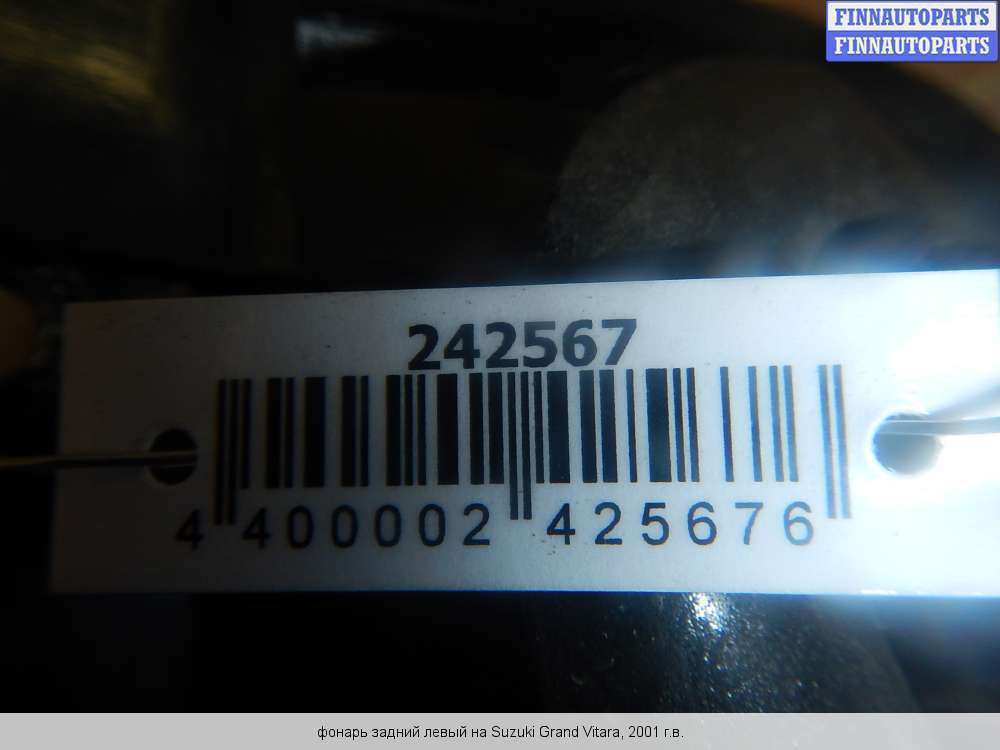 FINNAUTOPARTS
FINNAUTOPARTS
242567
4 400002 425676
фонарь задний левый на Suzuki Grand Vitara, 2001 г.в.